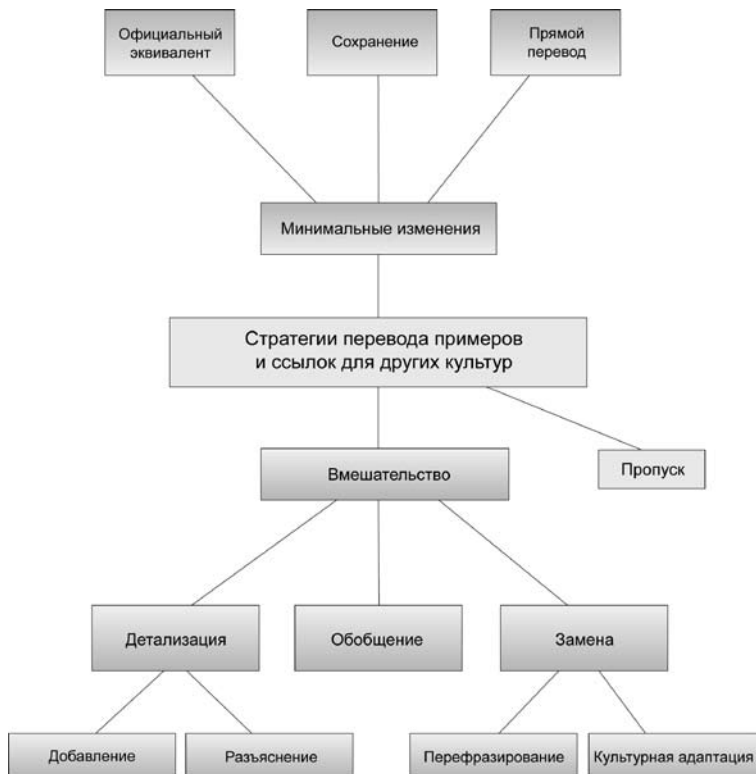 Официальный
эквивалент
Сохранение
Прямой
перевод
Минимальные изменения
Стратегии перевода примеров
и ссылок для других культур
Вмешательство
Пропуск
Детализация
Обобщение
Замена
Добавление
Разъяснение
Перефразирование
Культурная адаптация